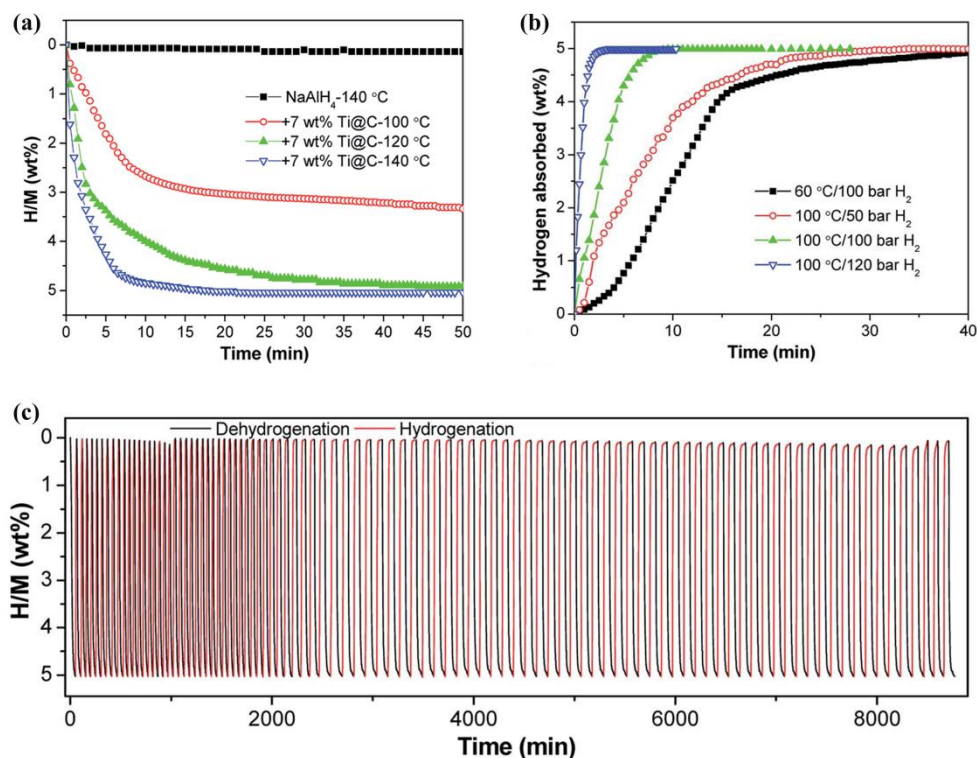 (a)
0
1
2
3
4
5
H/M (wt%)
NaAlH4-140 °C
+7 wt% Ti@C-100 °C
+7 wt% Ti@C-120 °C
+7 wt% Ti@C-140 °C
0 5 10 15 20 25 30 35 40 45 50
Time (min)
(b)
6
5
4
3
2
1
0
Hydrogen absorbed (wt%)
60 °C/100 bar H2
100 °C/50 bar H2
100 °C/100 bar H2
100 °C/120 bar H2
0 10 20 30 40
Time (min)
(c)
Dehydrogenation Hydrogenation
0
1
2
3
4
5
H/M (wt%)
0 2000 4000 6000 8000
Time (min)